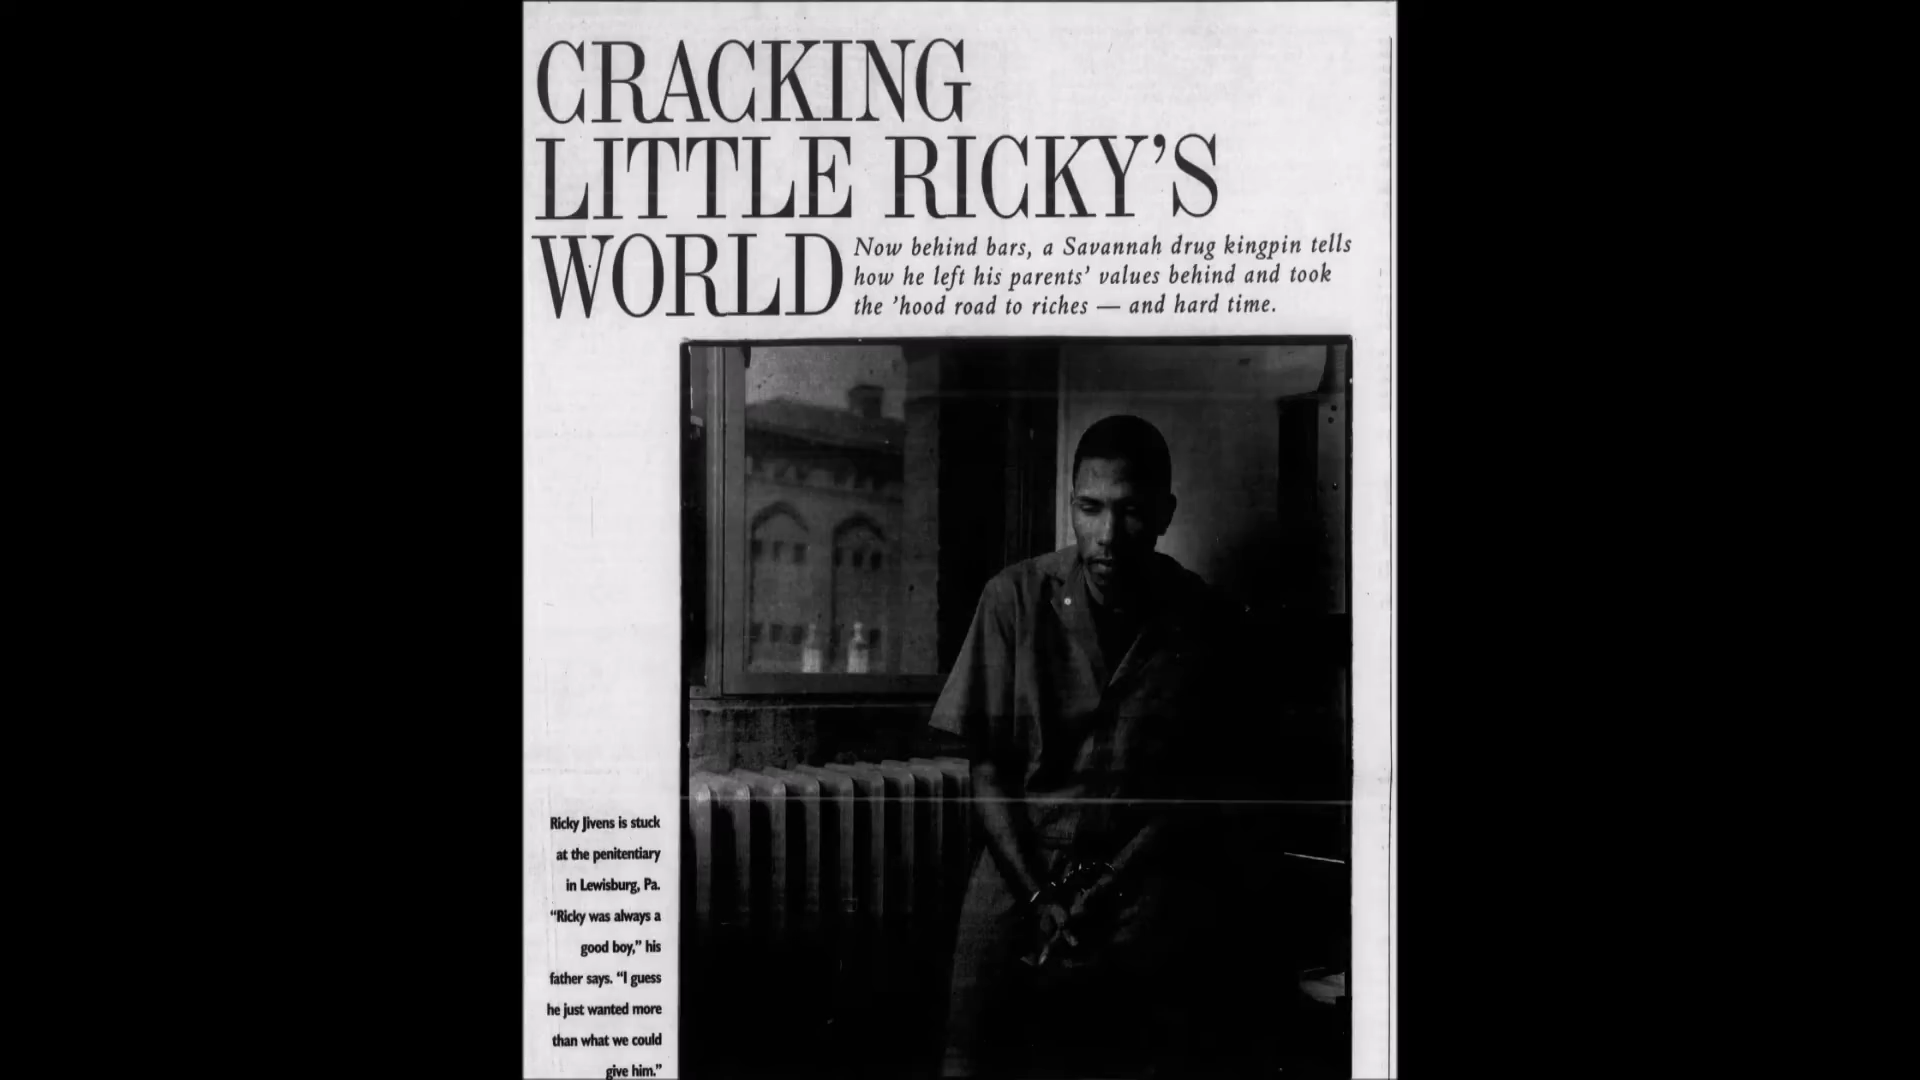 CRACKING
LITTLE RICKY’S
WORLD
Now behind bars, a Savannah drug kingpin tells
how he left his parents’ values behind and took
the ’hood road to riches — and hard time.
Ricky Jivens is stuck
at the penitentiary
in Lewisburg, Pa.
“Ricky was always a
good boy,” his
father says. “I guess
he just wanted more
than what we could
give him.”